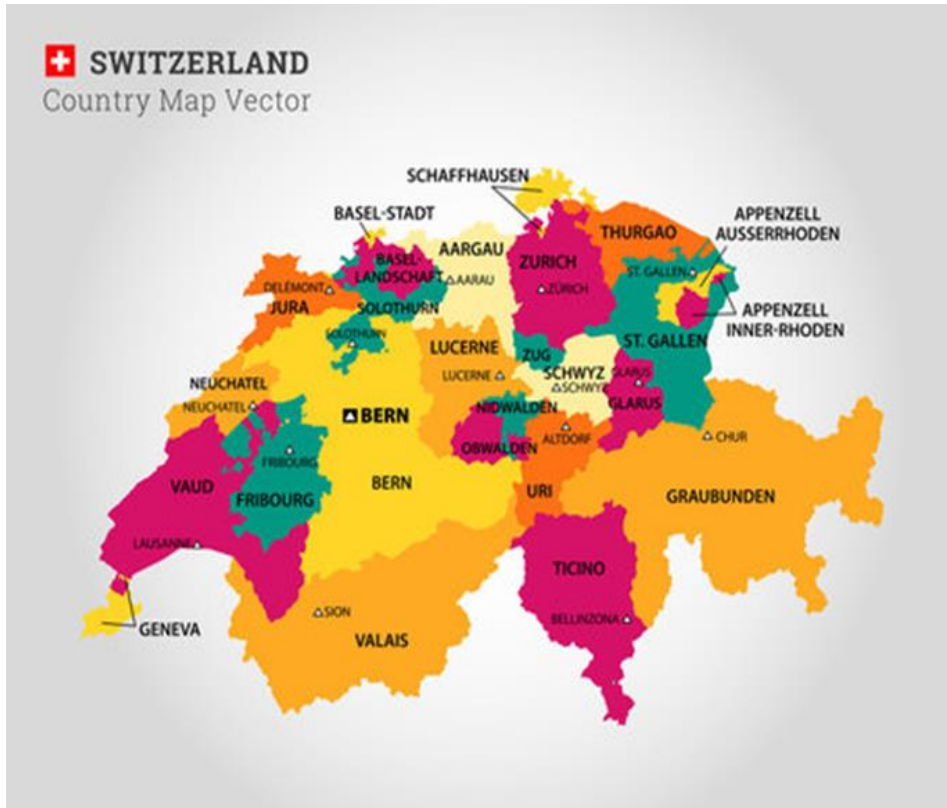 SWITZERLAND
Country Map Vector
SCHAFFHAUSEN
BASEL-STADT
APPENZELL
AUSSERRHODEN
AARGAU
THURGAO
BASEL-
LANDSCHAFT
ZURICH
ST. GALLEN
AARAU
DELEMONT
ZÜRICH
JURA
SOLOTHURN
APPENZELL
INNER-RHODEN
SOLOTHURN
LUCERNE
ZUG
ST. GALLEN
SCHWYZ
GLARUS
LUCERNE
SCHWYZ
NEUCHATEL
GLARUS
NEUCHATEL
NIDWALDEN
BERN
ALTDORF
CHUR
OBWALDEN
FRIBOURG
BERN
VAUD
URI
FRIBOURG
GRAUBUNDEN
LAUSANNE
TICINO
SION
BELLINZONA
GENEVA
VALAIS